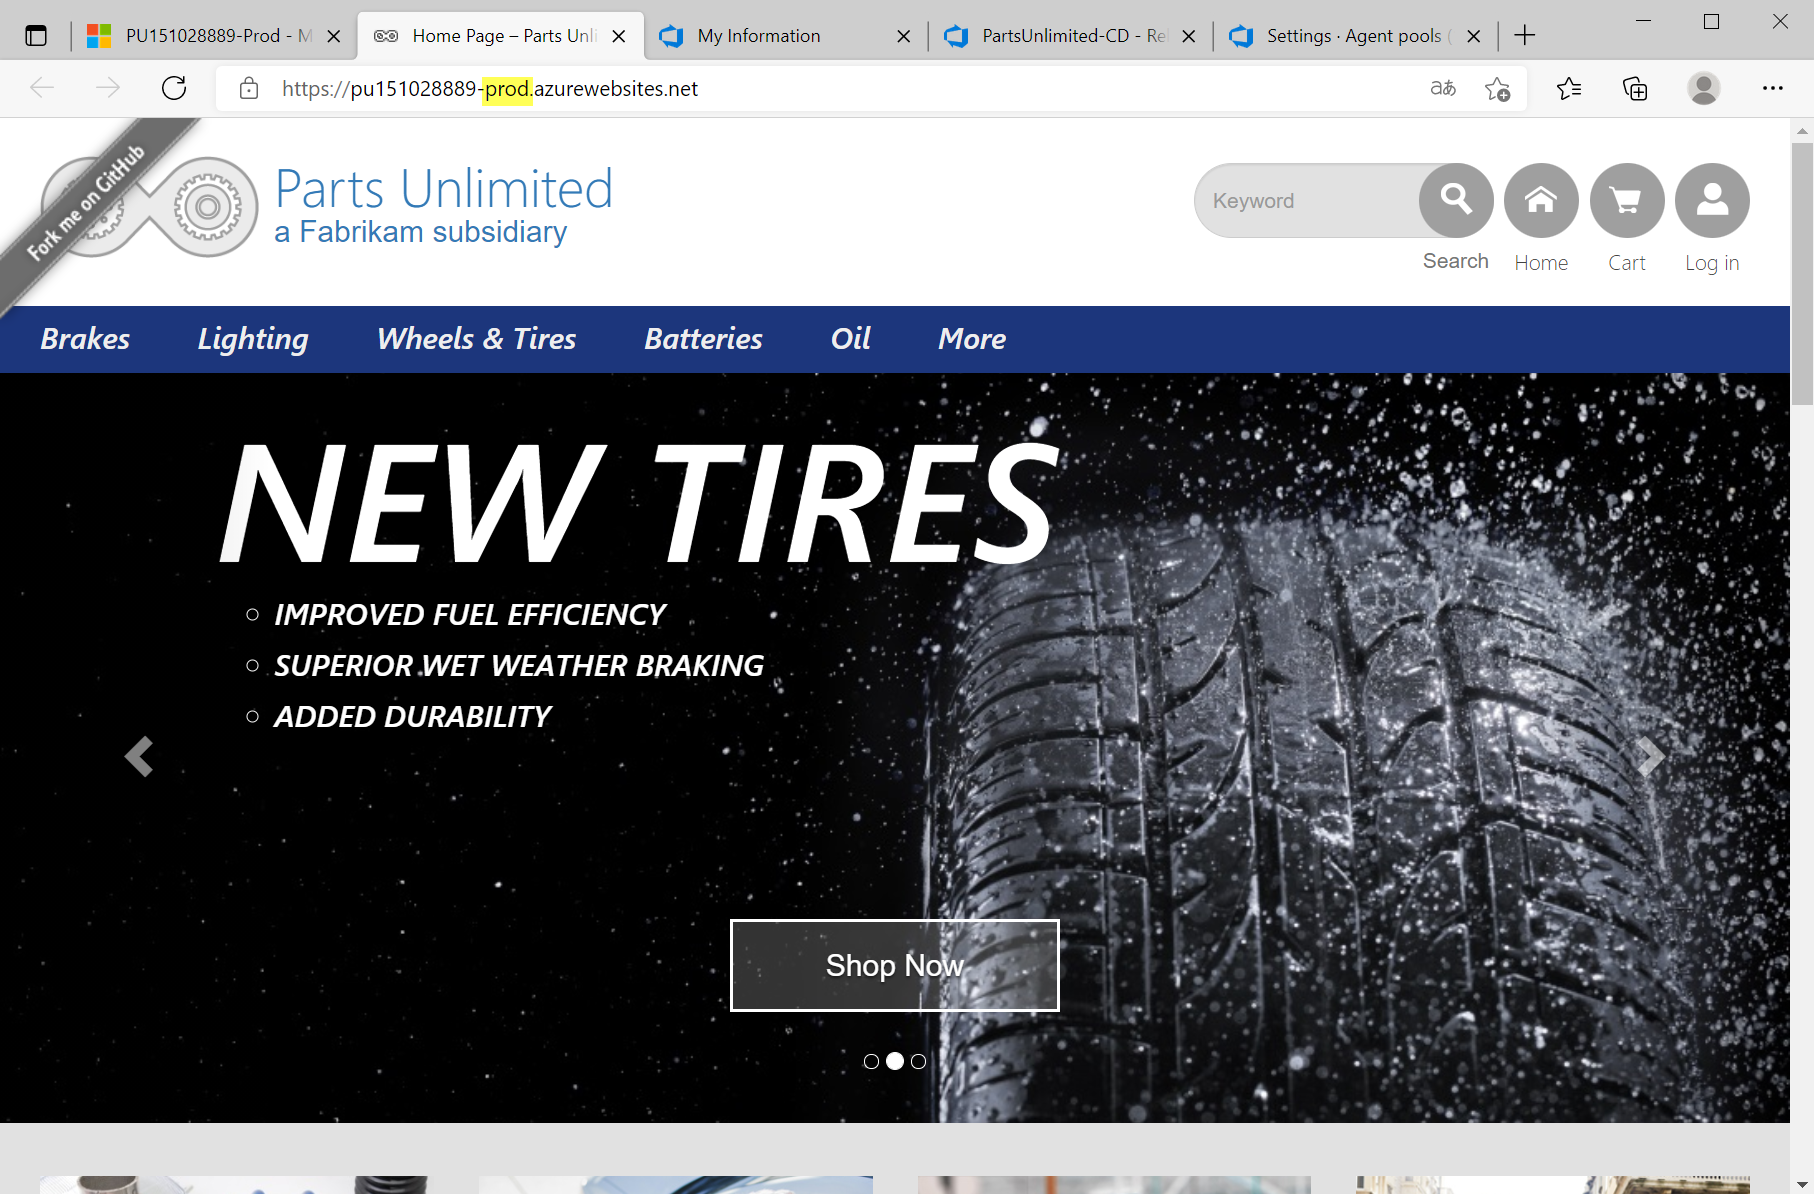 PU151028889-Prod - M
Home Page – Parts Unli
My Information
PartsUnlimited-CD - Rel
Settings · Agent pools (
https://pu151028889-prod.azurewebsites.net
Fork me on GitHub
Parts Unlimited
a Fabrikam subsidiary
Keyword
Search
Home
Cart
Log in
Brakes Lighting Wheels & Tires Batteries Oil More
NEW TIRES
IMPROVED FUEL EFFICIENCY
SUPERIOR WET WEATHER BRAKING
ADDED DURABILITY
Shop Now